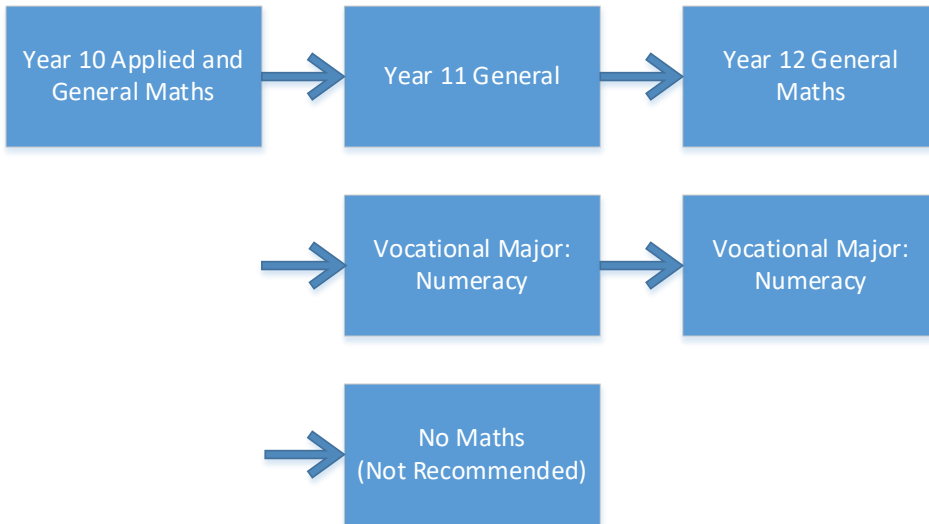 Year 10 Applied and
General Maths
Year 11 General
Year 12 General
Maths
Vocational Major:
Numeracy
Vocational Major:
Numeracy
No Maths
(Not Recommended)